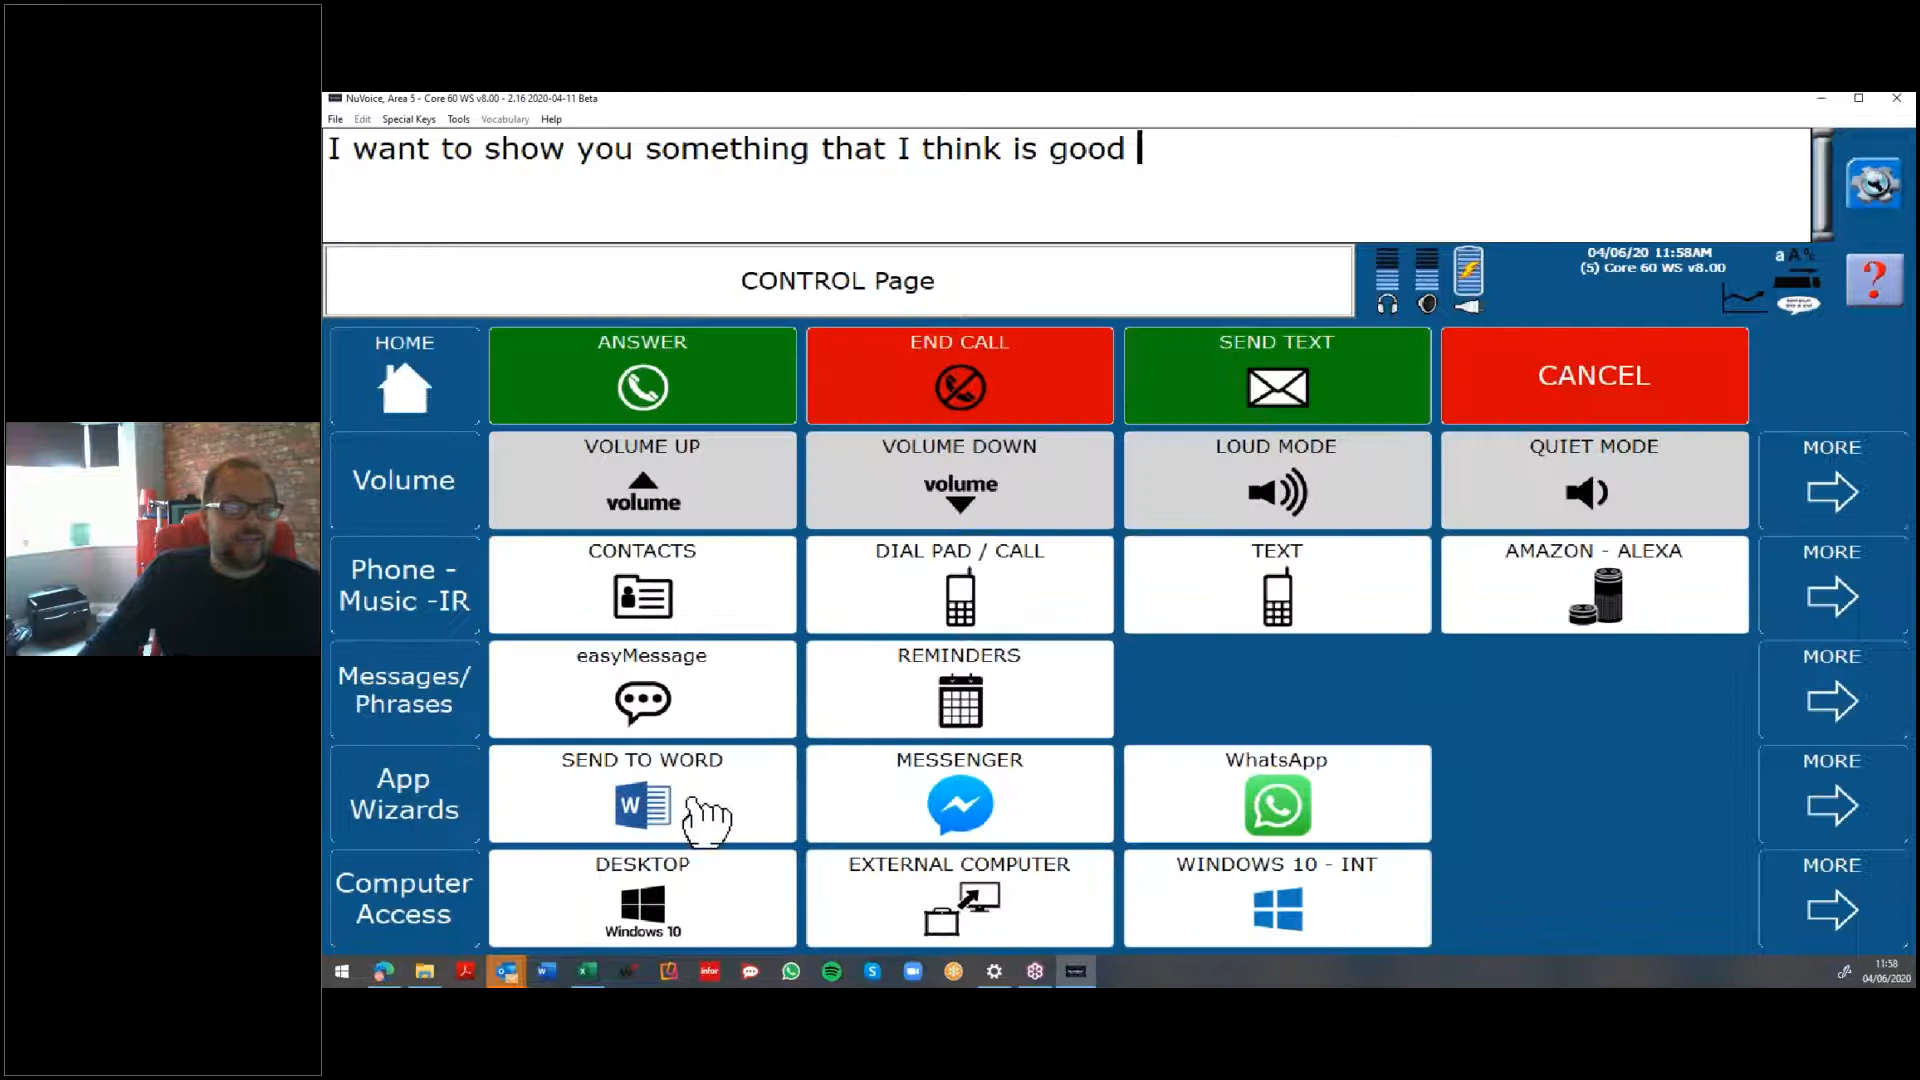 NuVoice, Area 5 - Core 60 WS v8.00 - 2.16 2020-04-11 Beta
File Edit Special Keys Tools Vocabulary Help
I want to show you something that I think is good
CONTROL Page
04/06/20 11:58AM
(5) Core 60 WS v8.00
HOME
ANSWER
END CALL
SEND TEXT
CANCEL
Volume
VOLUME UP
volume
VOLUME DOWN
volume
LOUD MODE
QUIET MODE
MORE
Phone -
Music -IR
CONTACTS
DIAL PAD / CALL
TEXT
AMAZON - ALEXA
MORE
Messages/
Phrases
easyMessage
REMINDERS
MORE
App
Wizards
SEND TO WORD
W
MESSENGER
WhatsApp
MORE
Computer
Access
DESKTOP
Windows 10
EXTERNAL COMPUTER
WINDOWS 10 - INT
MORE
infor
11:58
04/06/2020